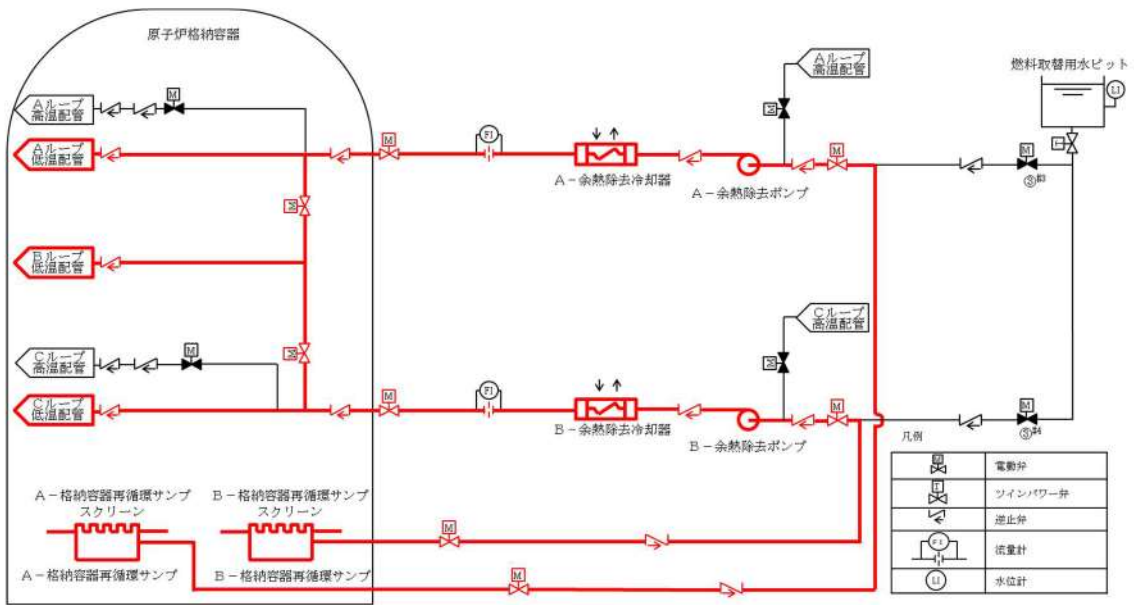 原子炉格納容器
Aループ
高温配管
M
Aループ
低温配管
M
FI
A-余熱除去冷却器
A-余熱除去ポンプ
M
Aループ
高温配管
M
燃料取替用水ピット
LI
T
M
M
Bループ
低温配管
M
Cループ
高温配管
M
Cループ
低温配管
M
FI
B-余熱除去冷却器
B-余熱除去ポンプ
M
Cループ
高温配管
M
M
A-格納容器再循環サンプ
スクリーン
B-格納容器再循環サンプ
スクリーン
M
A-格納容器再循環サンプ
B-格納容器再循環サンプ
M
凡例
M
電動弁
T
ツインパワー弁
逆止弁
FI
流量計
LI
水位計